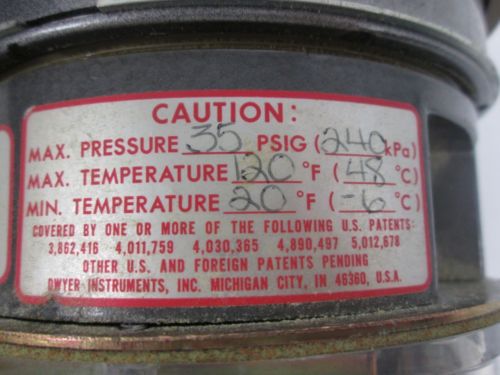 CAUTION:
MAX. PRESSURE 35 PSIG (240 kPa)
MAX. TEMPERATURE 120 °F (48 °C)
MIN. TEMPERATURE 20 °F (-6 °C)
COVERED BY ONE OR MORE OF THE FOLLOWING U.S. PATENTS:
3,862,416 4,011,759 4,030,365 4,890,497 5,012,678
OTHER U.S. AND FOREIGN PATENTS PENDING
DWYER INSTRUMENTS, INC. MICHIGAN CITY, IN 46360, U.S.A.